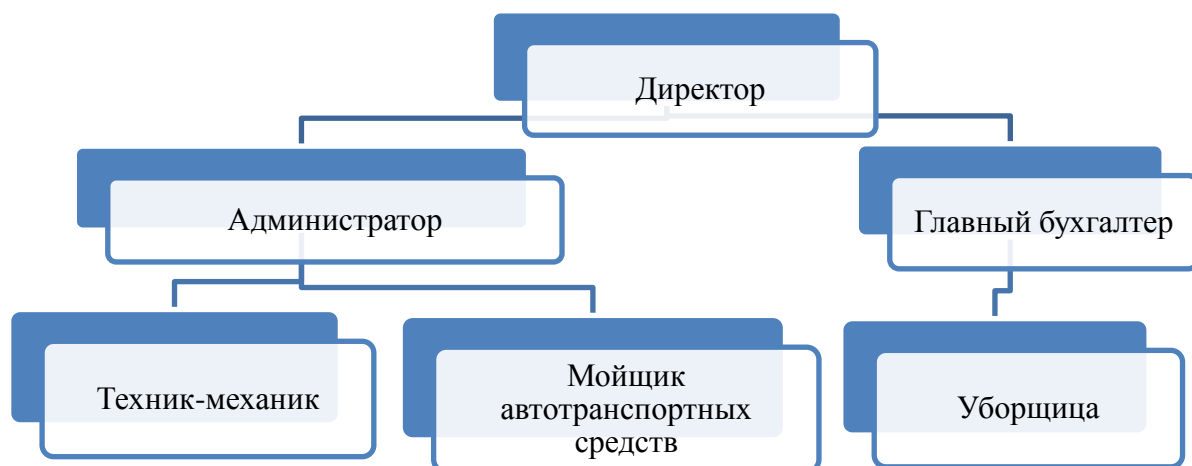 Директор
Администратор
Главный бухгалтер
Техник-механик
Мойщик
автотранспортных
средств
Уборщица